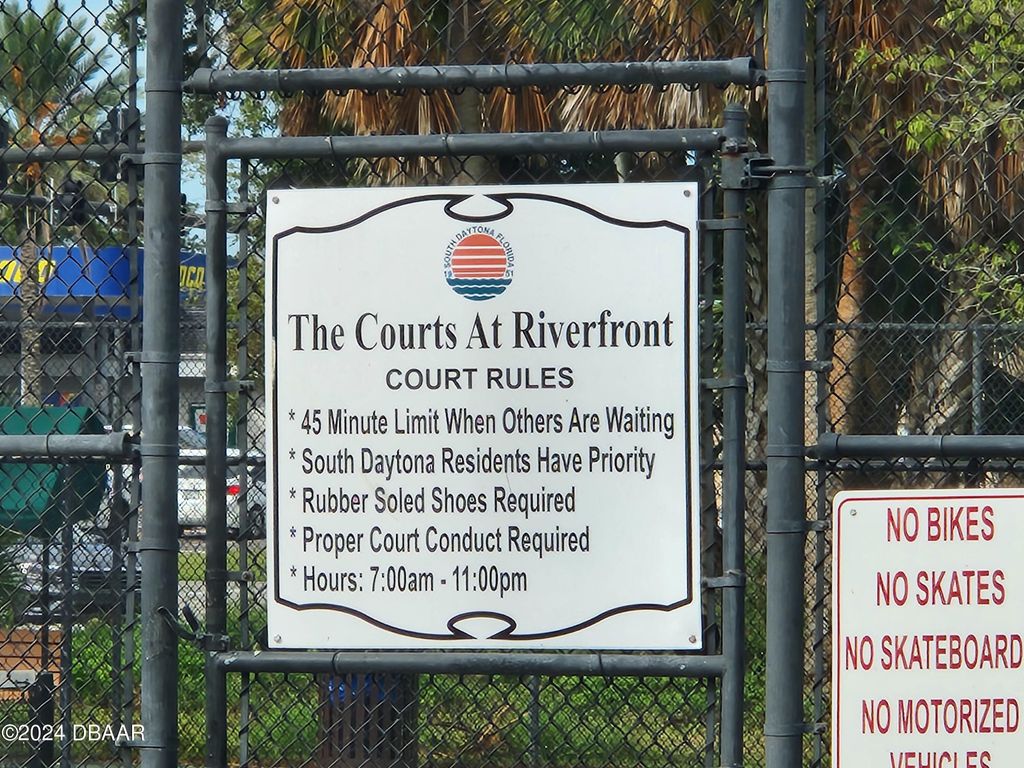 SOUTH DAYTONA FLORIDA
1951
The Courts At Riverfront
COURT RULES
* 45 Minute Limit When Others Are Waiting
* South Daytona Residents Have Priority
* Rubber Soled Shoes Required
* Proper Court Conduct Required
* Hours: 7:00am - 11:00pm
NO BIKES
NO SKATES
NO SKATEBOARD
NO MOTORIZED
VEHICLES
©2024 DBAAR